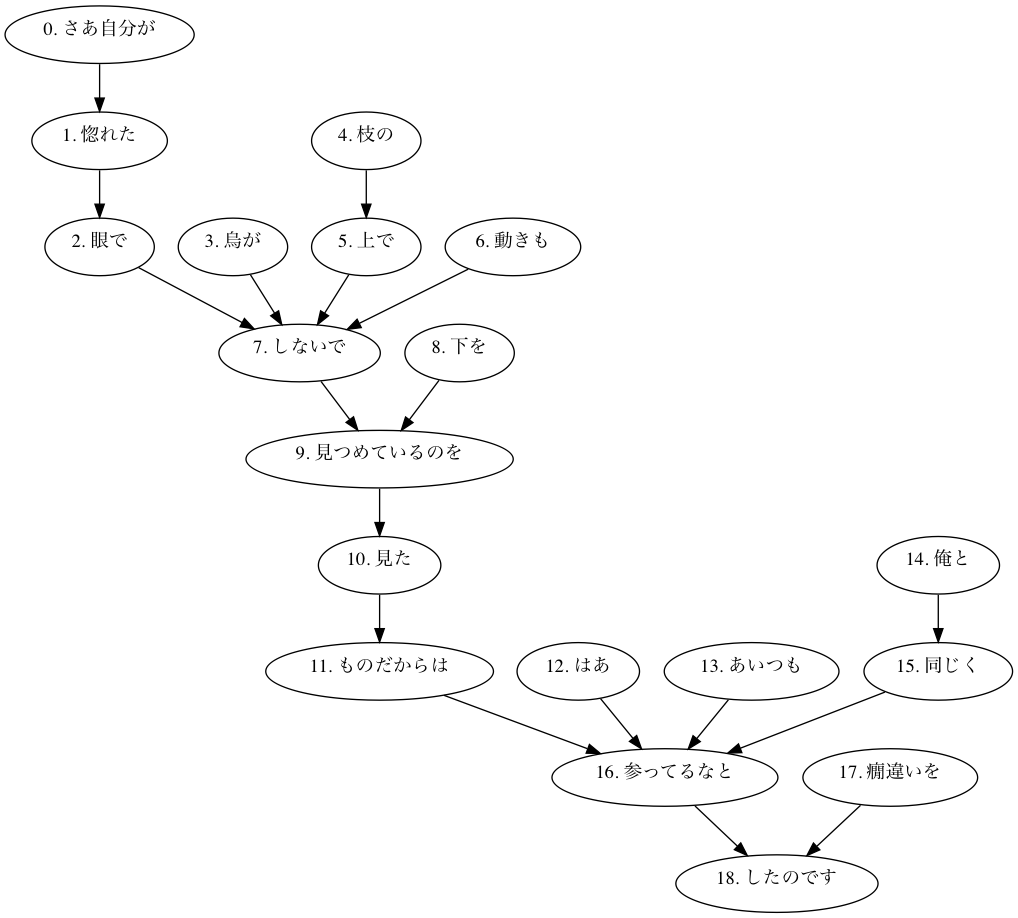 0. さあ自分が
1. 惚れた
4. 枝の
2. 眼で
3. 烏が
5. 上で
6. 動きも
7. しないで
8. 下を
9. 見つめているのを
10. 見た
14. 俺と
11. ものだからは
12. はあ
13. あいつも
15. 同じく
16. 参ってるなと
17. 癇違いを
18. したのです